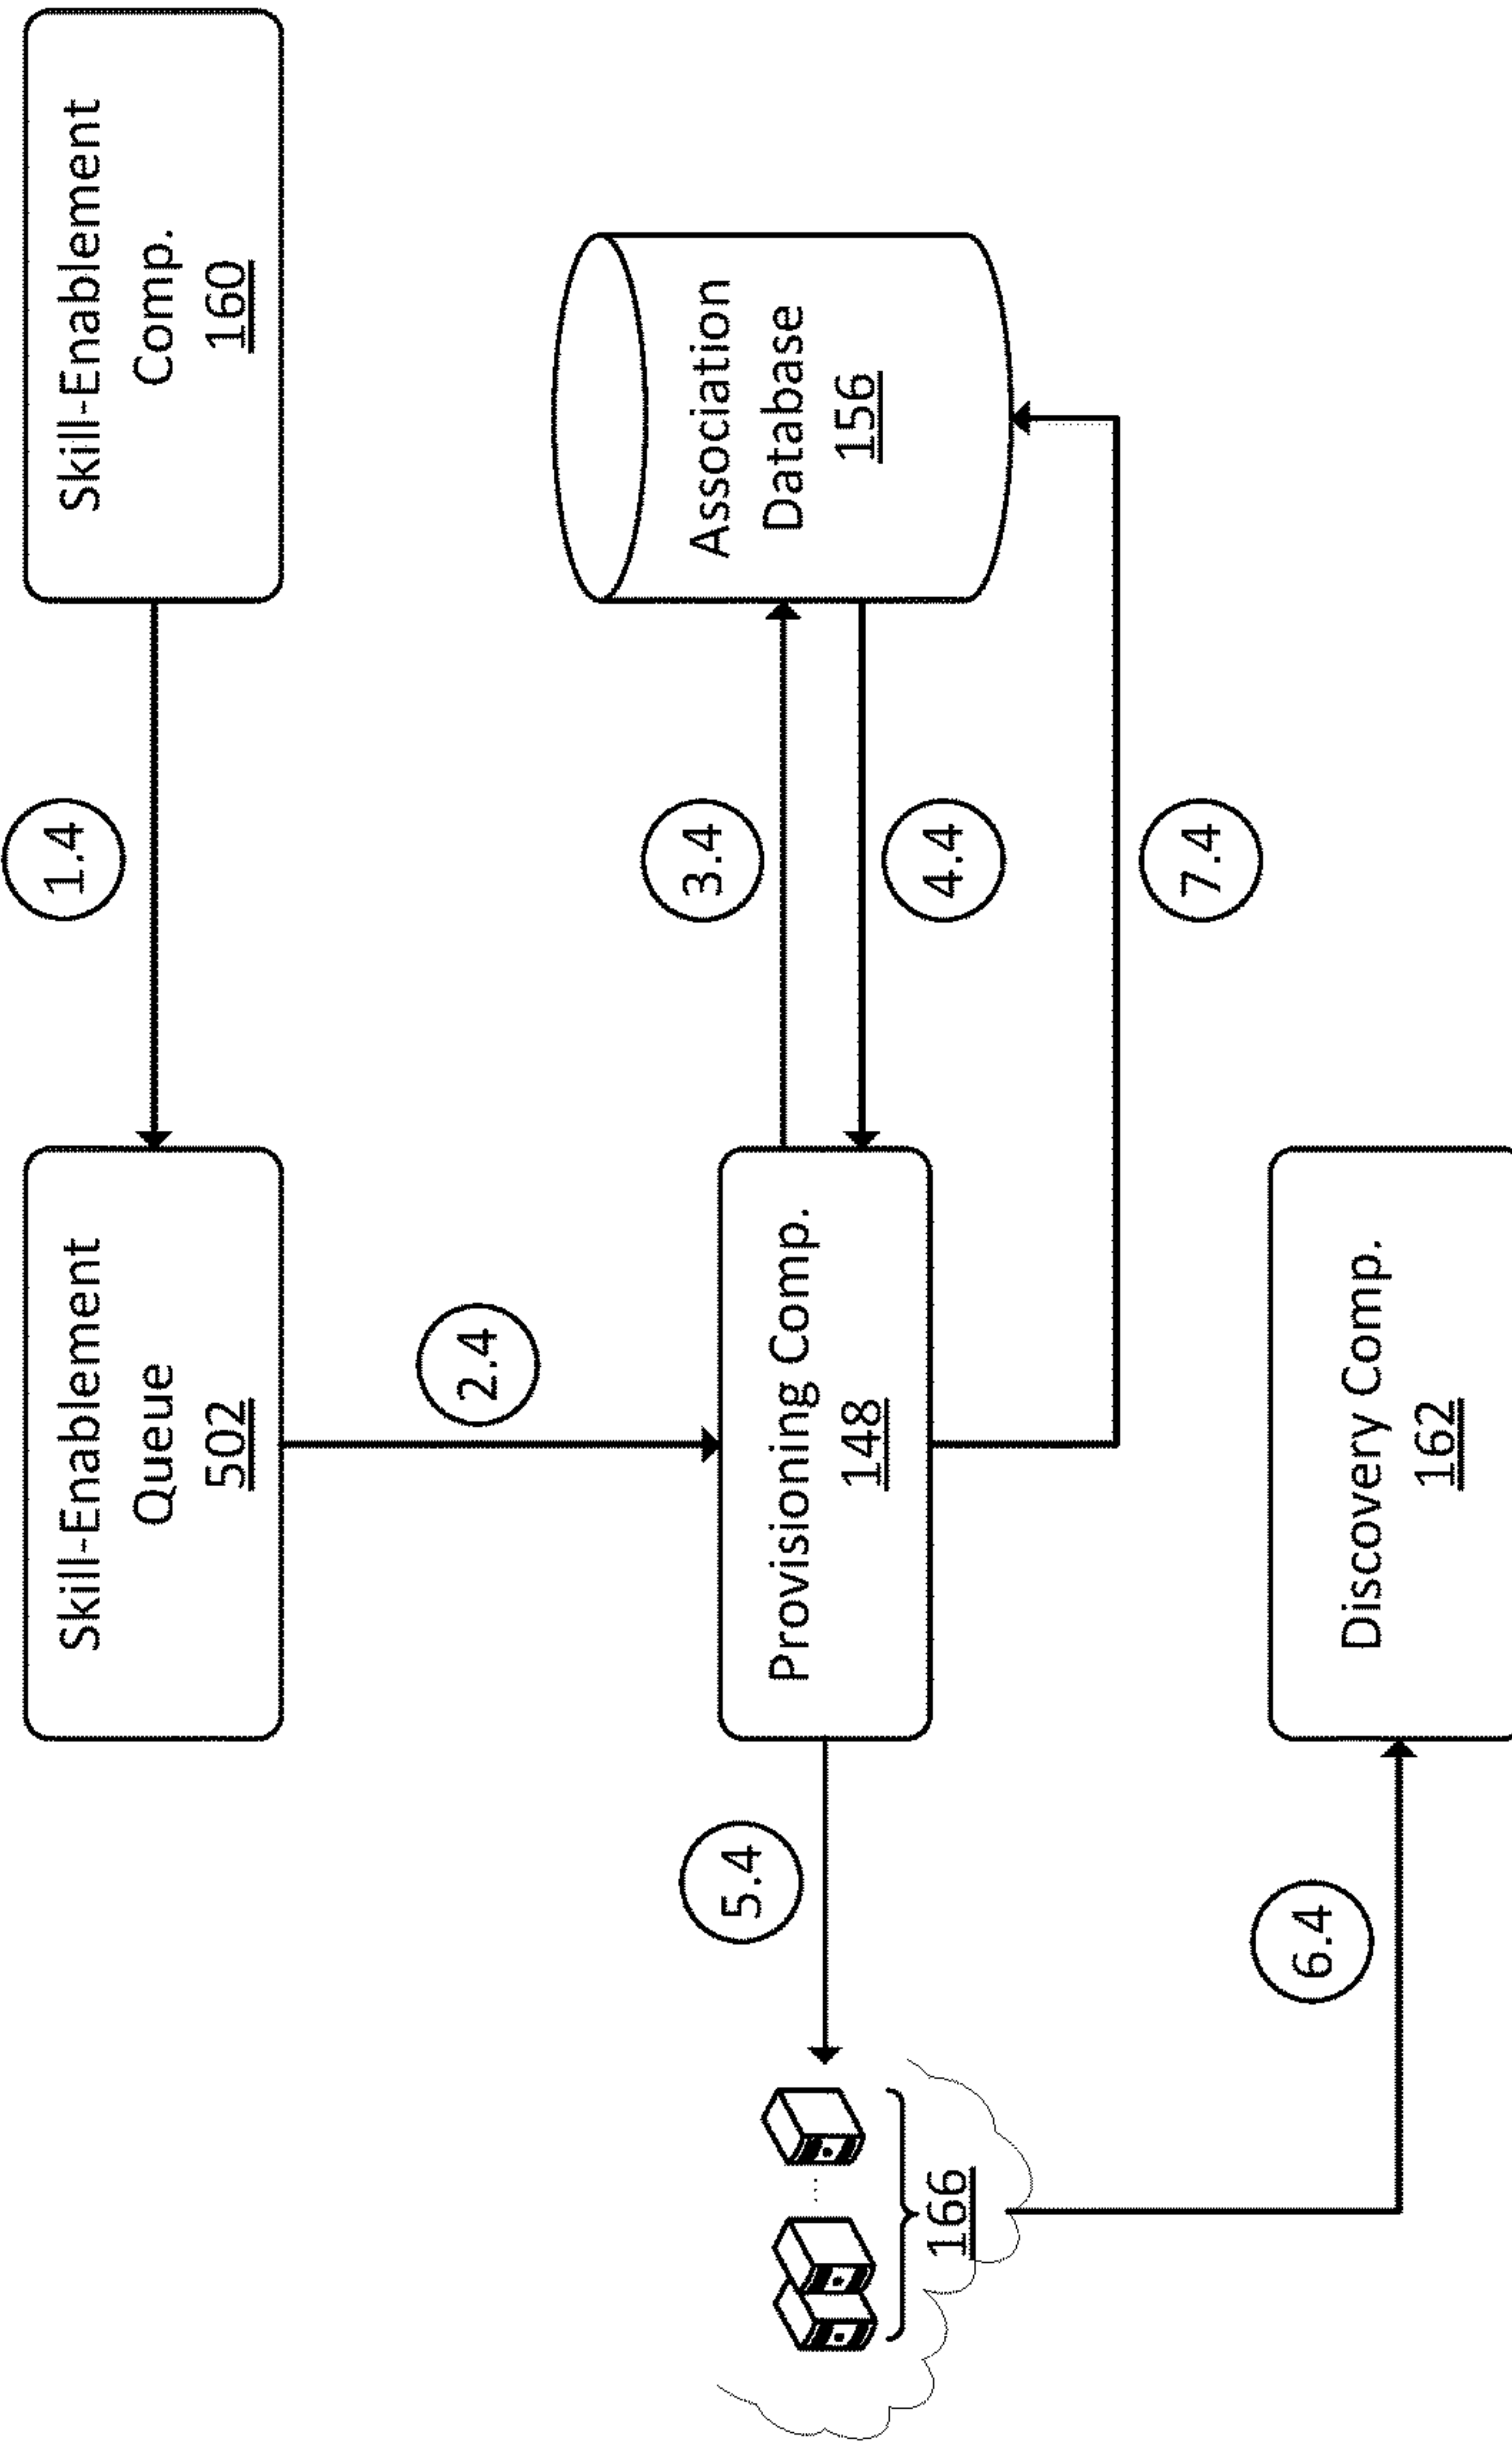 Skill-Enablement
Queue
502
1.4
Skill-Enablement
Comp.
160
2.4
5.4
Provisioning Comp.
148
3.4
4.4
Association
Database
156
166
7.4
6.4
Discovery Comp.
162